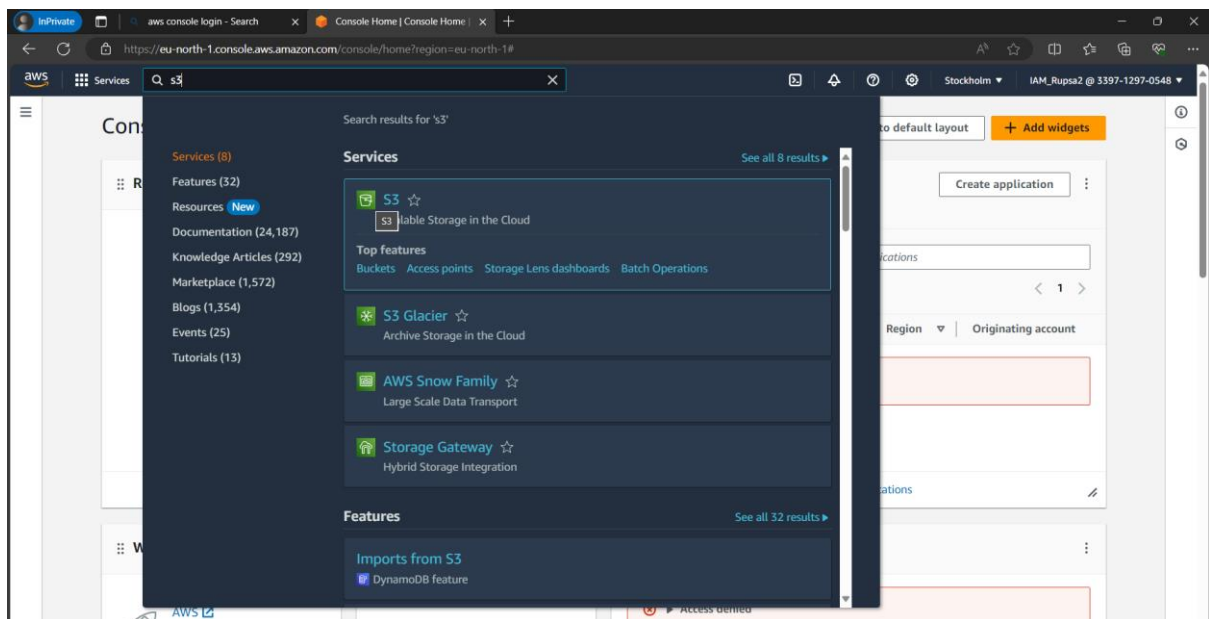 InPrivate
aws console login - Search
Console Home | Console Home |
https://eu-north-1.console.aws.amazon.com/console/home?region=eu-north-1#
aws
Services
s3
Stockholm
IAM_Rupsa2 @ 3397-1297-0548
Con
Search results for 's3'
to default layout
+ Add widgets
Services (8)
Features (32)
Resources New
Documentation (24,187)
Knowledge Articles (292)
Marketplace (1,572)
Blogs (1,354)
Events (25)
Tutorials (13)
Services
See all 8 results
S3
S3
lable Storage in the Cloud
Top features
Buckets Access points Storage Lens dashboards Batch Operations
S3 Glacier
Archive Storage in the Cloud
AWS Snow Family
Large Scale Data Transport
Storage Gateway
Hybrid Storage Integration
Features
See all 32 results
Imports from S3
DynamoDB feature
R
Create application
ications
1
Region
Originating account
ations
W
AWS
Access denied